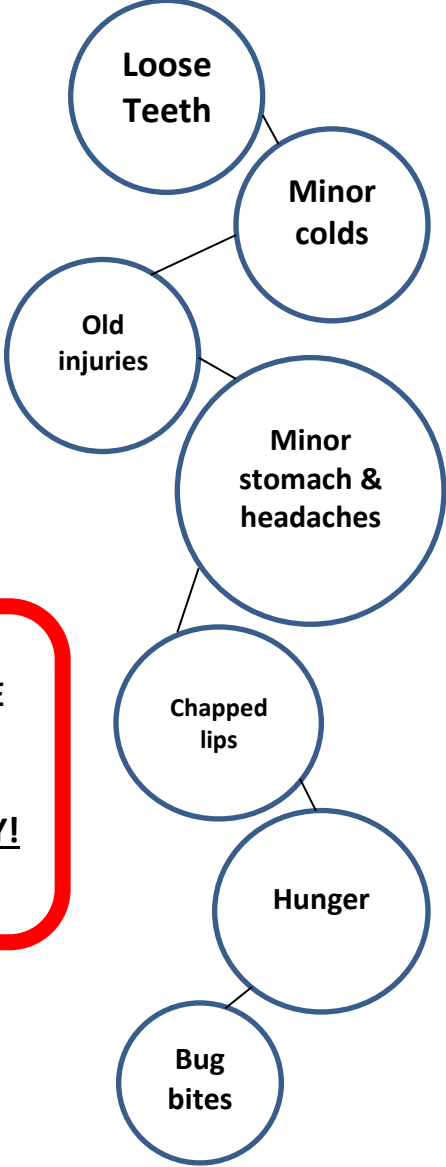 Loose
Teeth
Minor
colds
Old
injuries
Minor
stomach &
headaches
Chapped
lips
Hunger
Bug
bites